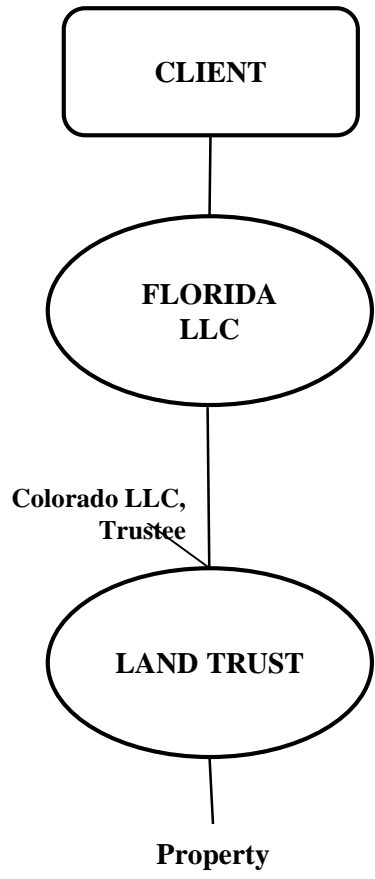 CLIENT
FLORIDA
LLC
Colorado LLC,
Trustee
LAND TRUST
Property